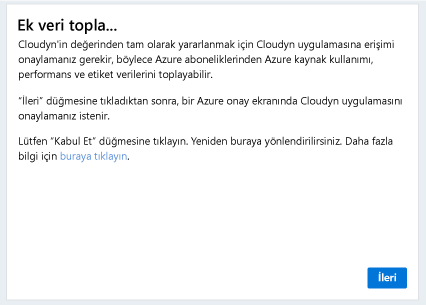 Ek veri topla...
Cloudyn'in değerinden tam olarak yararlanmak için Cloudyn uygulamasına erişimi
onaylamanız gerekir, böylece Azure aboneliklerinden Azure kaynak kullanımı,
performans ve etiket verilerini toplayabilir.
“İleri” düğmesine tıkladıktan sonra, bir Azure onay ekranında Cloudyn uygulamasını
onaylamanız istenir.
Lütfen “Kabul Et” düğmesine tıklayın. Yeniden buraya yönlendirilirsiniz. Daha fazla
bilgi için buraya tıklayın.
İleri